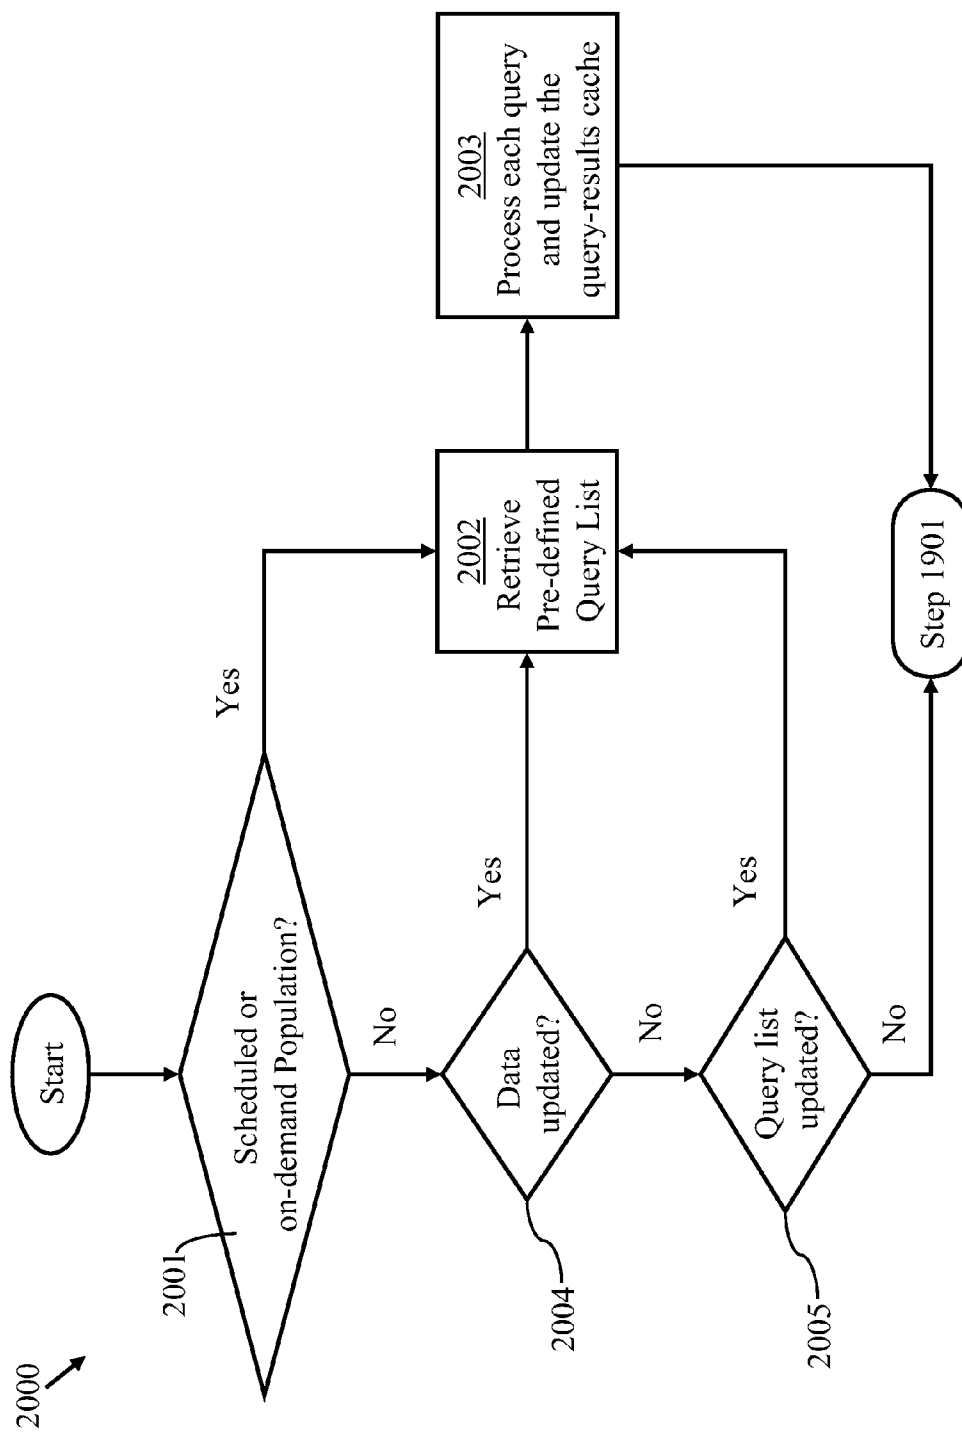 2000
Start
2001
Scheduled or
on-demand Population?
Yes
No
2004
Data
updated?
Yes
No
2005
Query list
updated?
Yes
No
2002
Retrieve
Pre-defined
Query List
2003
Process each query
and update the
query-results cache
Step 1901